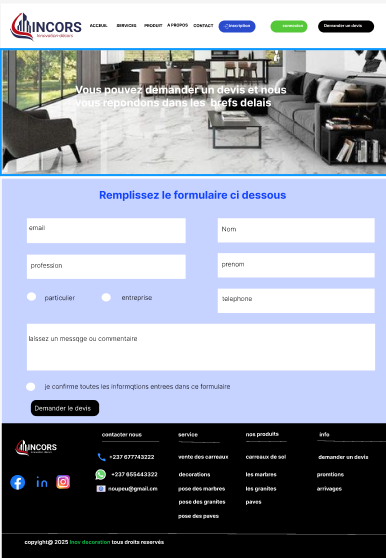 INCORS
innovation-décors
ACCEUIL
SERVICES
PRODUIT
A PROPOS
CONTACT
inscription
connexion
Demander un devis
Vous pouvez demander un devis et nous
vous repondons dans les brefs delais
Remplissez le formulaire ci dessous
email
Nom
profession
prenom
particulier
entreprise
telephone
laissez un messqge ou commentaire
je confirme toutes les informqtions entrees dans ce formulaire
Demander le devis
INCORS
contacter nous
service
nos produits
info
+237 677743222
vente des carreaux
carreaux de sol
demander un devis
+237 655443322
decorations
les marbres
promtions
noupeu@gmail.cm
pose des marbres
les granites
arrivages
pose des granites
paves
pose des paves
copyright@ 2025 Inov decoration tous droits reservés